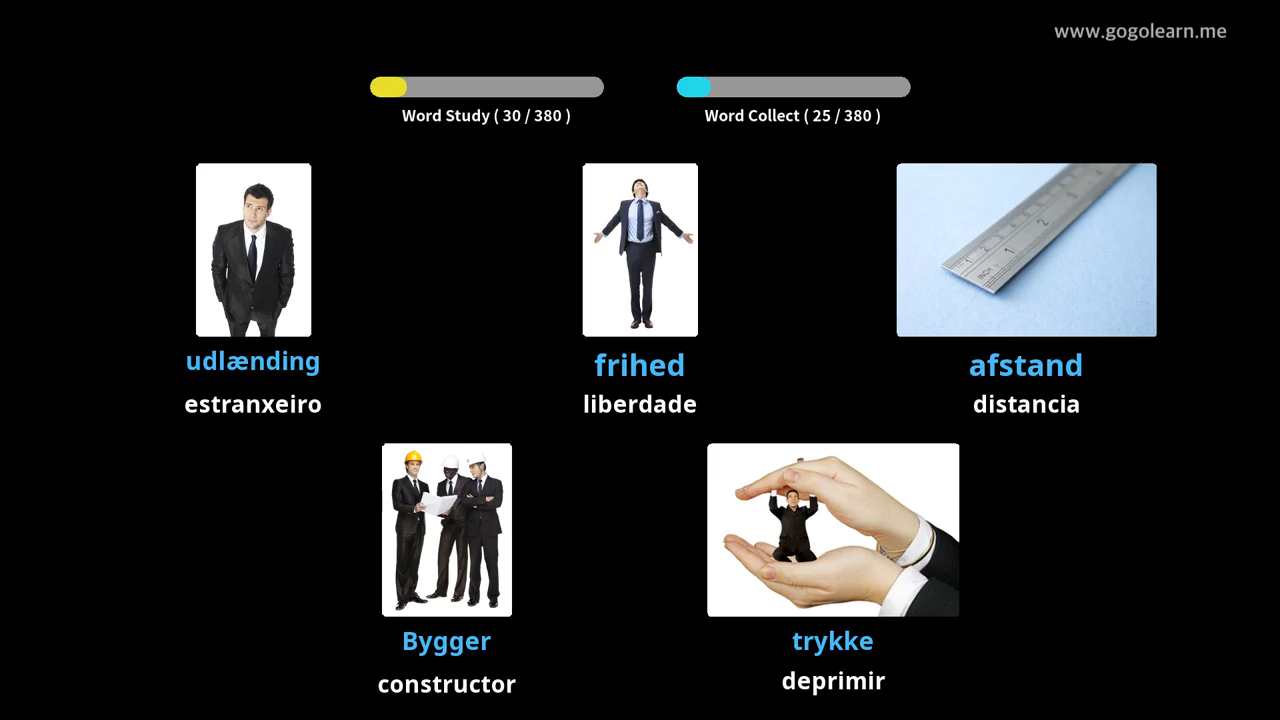 www.gogolearn.me
Word Study ( 30 / 380 )
Word Collect ( 25 / 380 )
udlænding
frihed
afstand
estranxeiro
liberdade
distancia
Bygger
trykke
constructor
deprimir